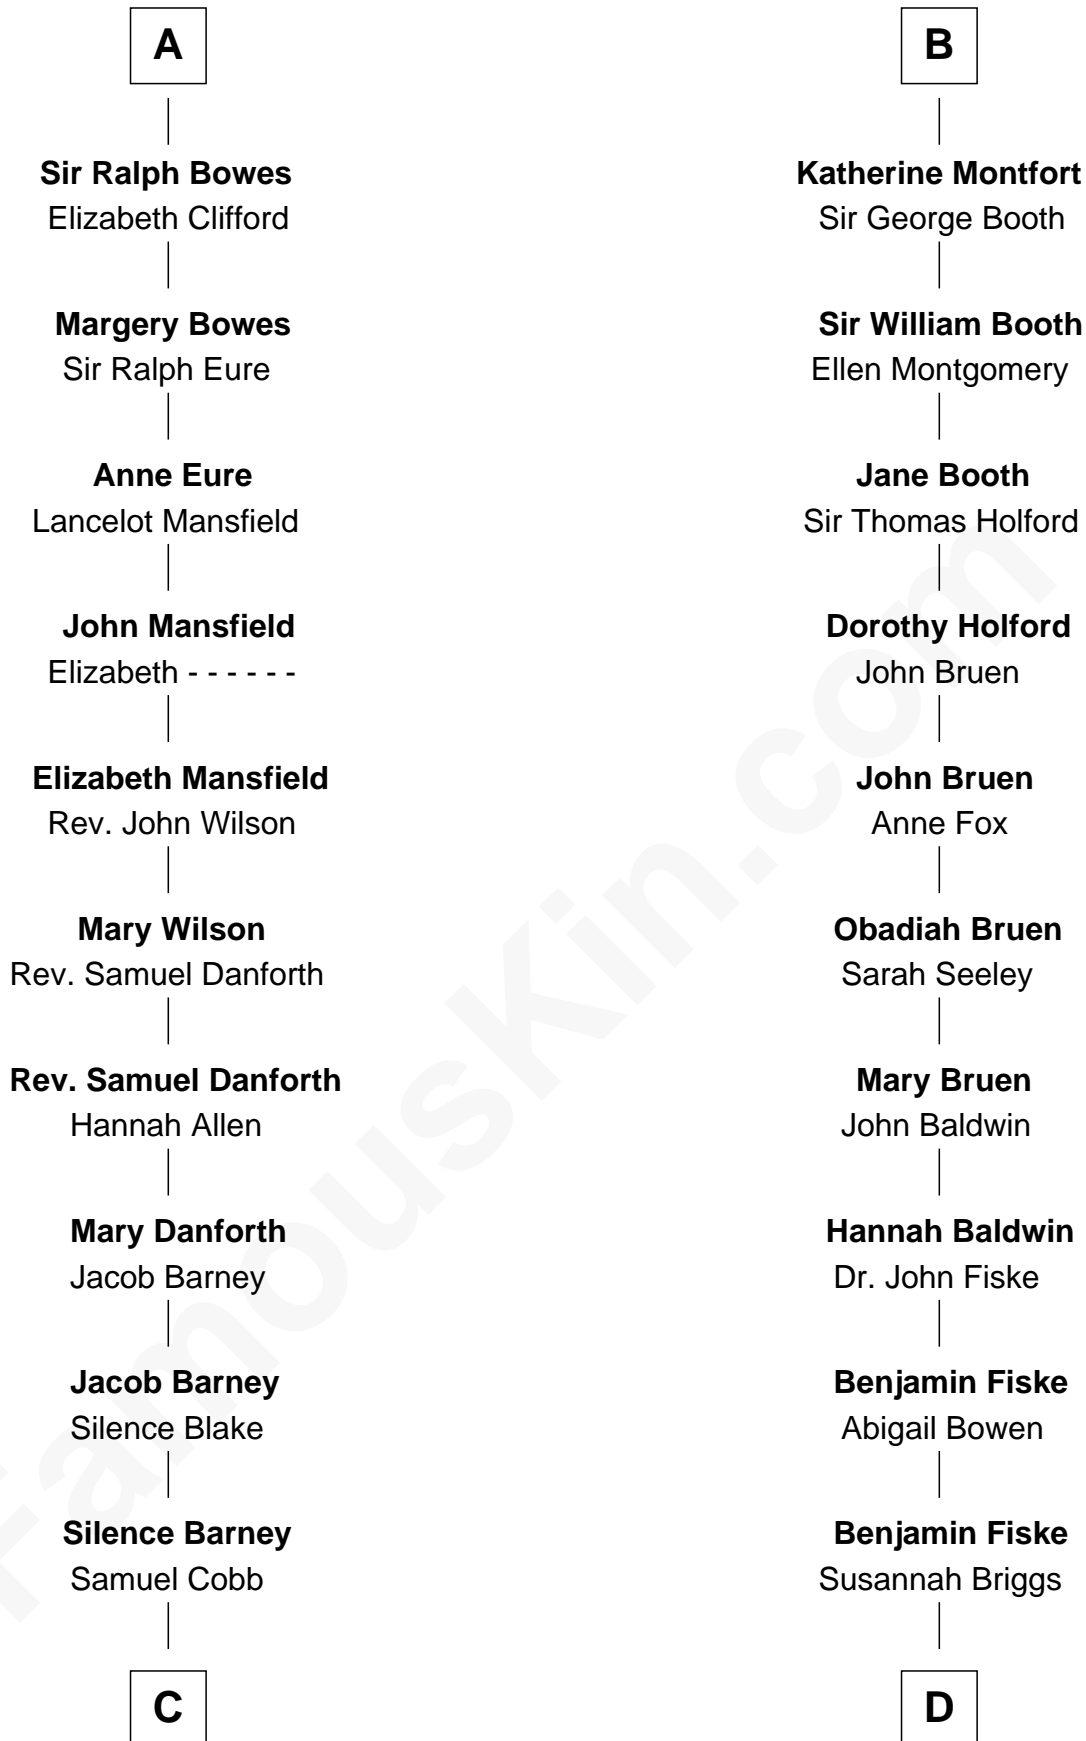 A
Sir Ralph Bowes
Elizabeth Clifford
Margery Bowes
Sir Ralph Eure
Anne Eure
Lancelot Mansfield
John Mansfield
Elizabeth - - - - - -
Elizabeth Mansfield
Rev. John Wilson
Mary Wilson
Rev. Samuel Danforth
Rev. Samuel Danforth
Hannah Allen
Mary Danforth
Jacob Barney
Jacob Barney
Silence Blake
Silence Barney
Samuel Cobb
C
B
Katherine Montfort
Sir George Booth
Sir William Booth
Ellen Montgomery
Jane Booth
Sir Thomas Holford
Dorothy Holford
John Bruen
John Bruen
Anne Fox
Obadiah Bruen
Sarah Seeley
Mary Bruen
John Baldwin
Hannah Baldwin
Dr. John Fiske
Benjamin Fiske
Abigail Bowen
Benjamin Fiske
Susannah Briggs
D
FamousKin.com